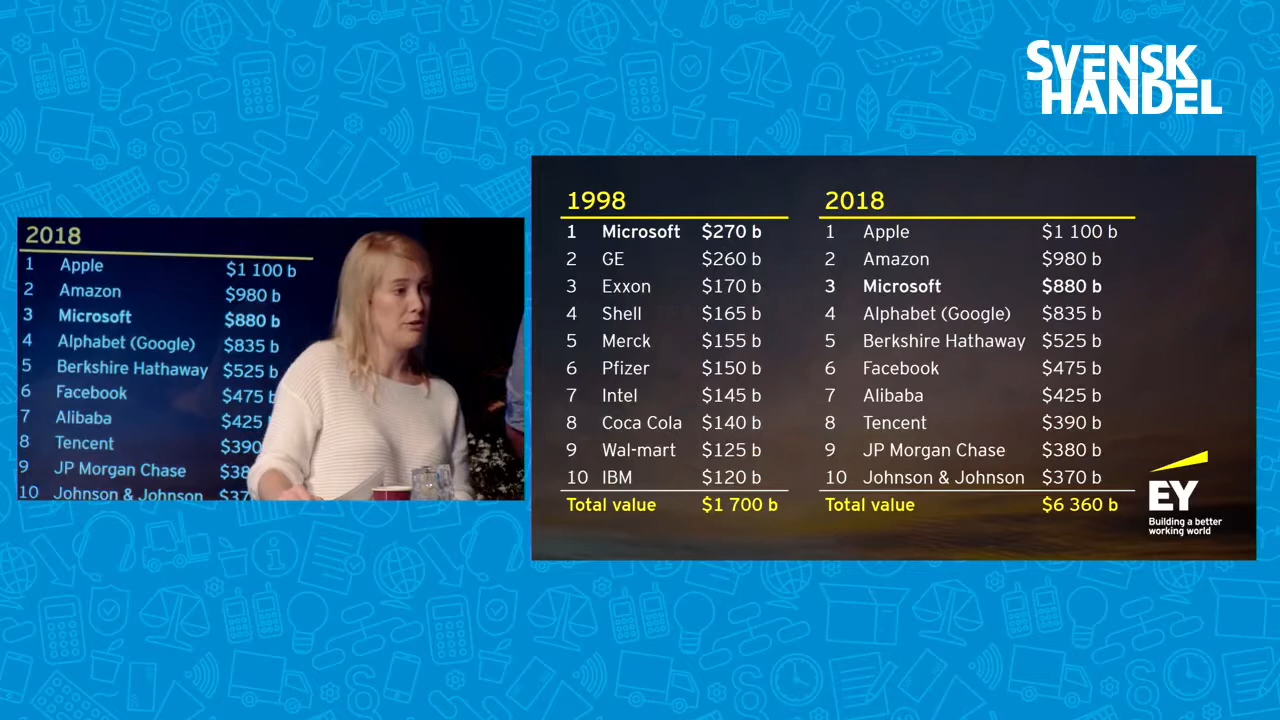 SVENSK
HANDEL
2018
1 Apple $1 100 b
2 Amazon $980 b
3 Microsoft $880 b
4 Alphabet (Google) $835 b
5 Berkshire Hathaway $525 b
6 Facebook $475 b
7 Alibaba $425
8 Tencent $390
9 JP Morgan Chase $38
10 Johnson & Johnson $37
1998
1 Microsoft $270 b
2 GE $260 b
3 Exxon $170 b
4 Shell $165 b
5 Merck $155 b
6 Pfizer $150 b
7 Intel $145 b
8 Coca Cola $140 b
9 Wal-mart $125 b
10 IBM $120 b
Total value $1 700 b
2018
1 Apple $1 100 b
2 Amazon $980 b
3 Microsoft $880 b
4 Alphabet (Google) $835 b
5 Berkshire Hathaway $525 b
6 Facebook $475 b
7 Alibaba $425 b
8 Tencent $390 b
9 JP Morgan Chase $380 b
10 Johnson & Johnson $370 b
Total value $6 360 b
EY
Building a better
working world